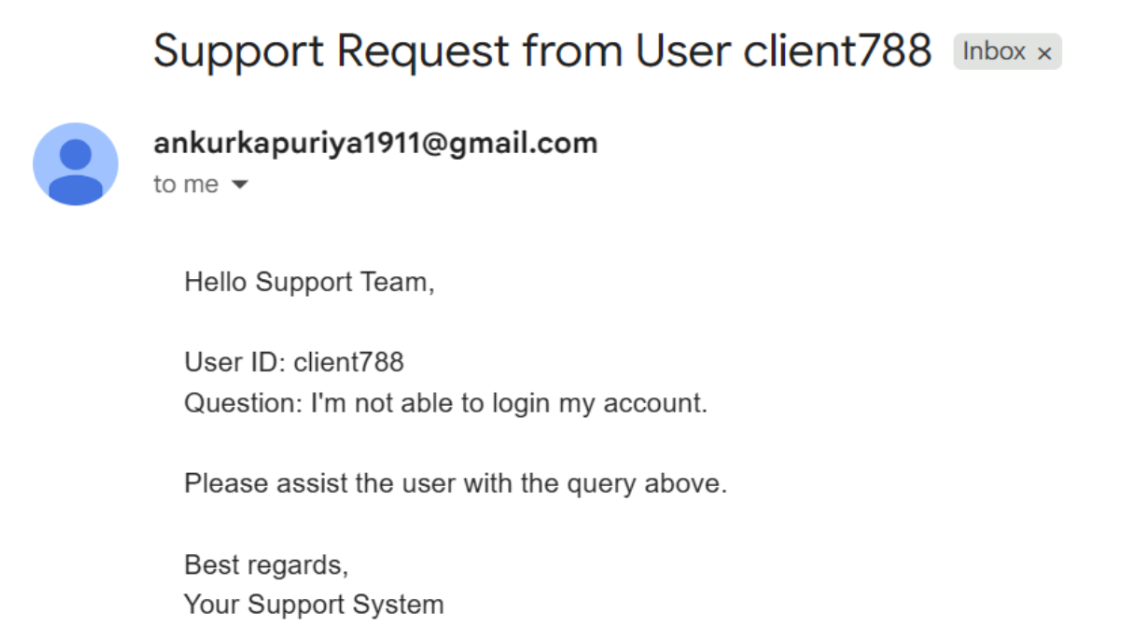 Support Request from User client788 Inbox ×
ankurkapuriya1911@gmail.com
to me
Hello Support Team,
User ID: client788
Question: I'm not able to login my account.
Please assist the user with the query above.
Best regards,
Your Support System